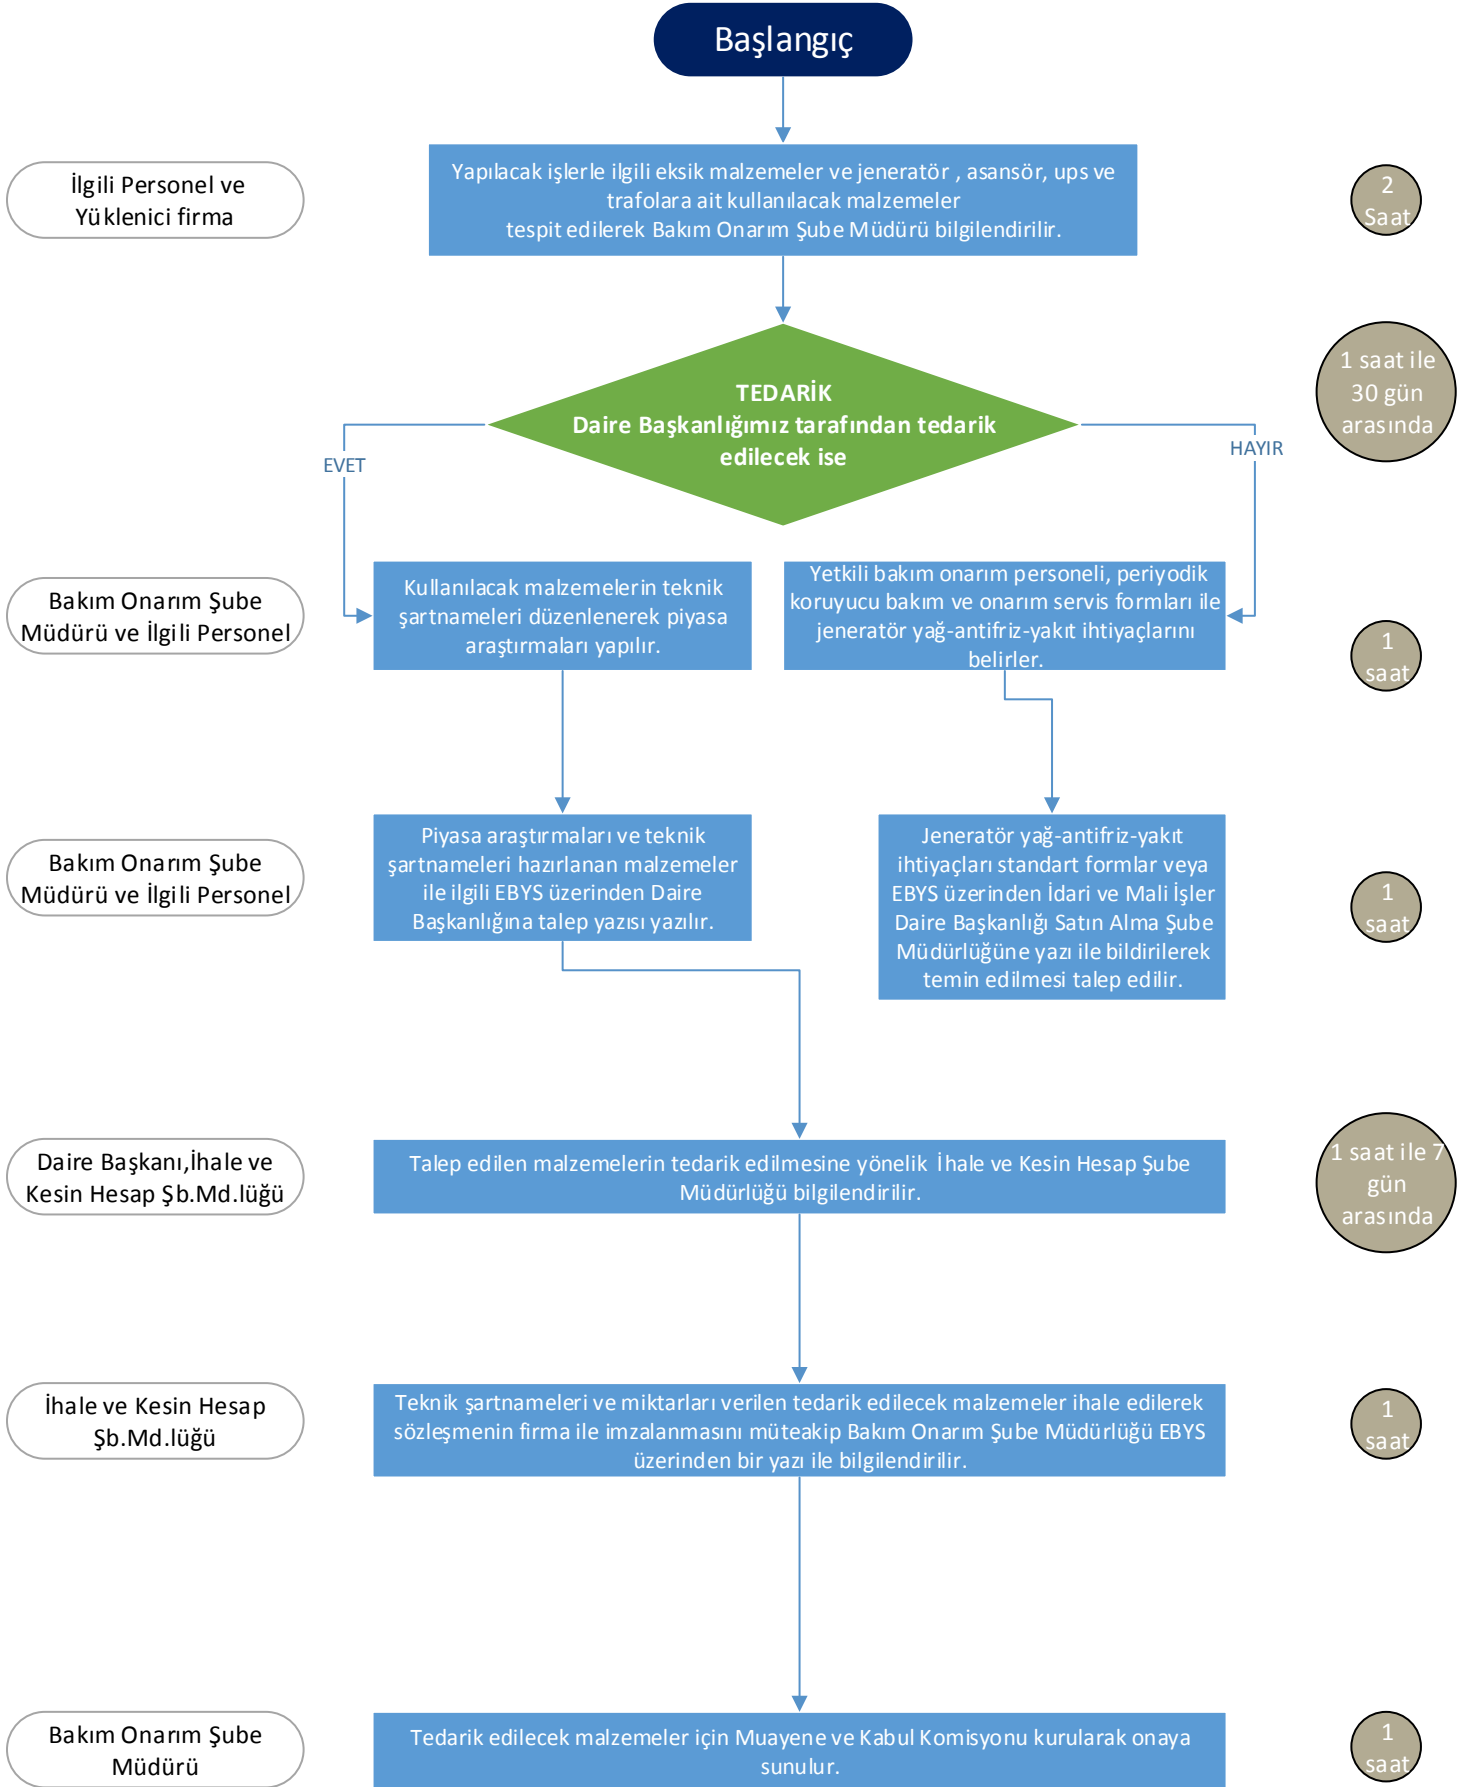 Başlangıç
İlgili Personel ve
Yüklenici firma
Yapılacak işlerle ilgili eksik malzemeler ve jeneratör , asansör, ups ve
trafolara ait kullanılacak malzemeler
tespit edilerek Bakım Onarım Şube Müdürü bilgilendirilir.
2
Saat
TEDARİK
Daire Başkanlığımız tarafından tedarik
edilecek ise
1 saat ile
30 gün
arasında
EVET
HAYIR
Bakım Onarım Şube
Müdürü ve İlgili Personel
Kullanılacak malzemelerin teknik
şartnameleri düzenlenerek piyasa
araştırmaları yapılır.
Yetkili bakım onarım personeli, periyodik
koruyucu bakım ve onarım servis formları ile
jeneratör yağ-antifriz-yakıt ihtiyaçlarını
belirler.
1
saat
Bakım Onarım Şube
Müdürü ve İlgili Personel
Piyasa araştırmaları ve teknik
şartnameleri hazırlanan malzemeler
ile ilgili EBYS üzerinden Daire
Başkanlığına talep yazısı yazılır.
Jeneratör yağ-antifriz-yakıt
ihtiyaçları standart formlar veya
EBYS üzerinden İdari ve Mali İşler
Daire Başkanlığı Satın Alma Şube
Müdürlüğüne yazı ile bildirilerek
temin edilmesi talep edilir.
1
saat
Daire Başkanı,İhale ve
Kesin Hesap Şb.Md.lüğü
Talep edilen malzemelerin tedarik edilmesine yönelik İhale ve Kesin Hesap Şube
Müdürlüğü bilgilendirilir.
1 saat ile 7
gün
arasında
İhale ve Kesin Hesap
Şb.Md.lüğü
Teknik şartnameleri ve miktarları verilen tedarik edilecek malzemeler ihale edilerek
sözleşmenin firma ile imzalanmasını müteakip Bakım Onarım Şube Müdürlüğü EBYS
üzerinden bir yazı ile bilgilendirilir.
1
saat
Bakım Onarım Şube
Müdürü
Tedarik edilecek malzemeler için Muayene ve Kabul Komisyonu kurularak onaya
sunulur.
1
saat